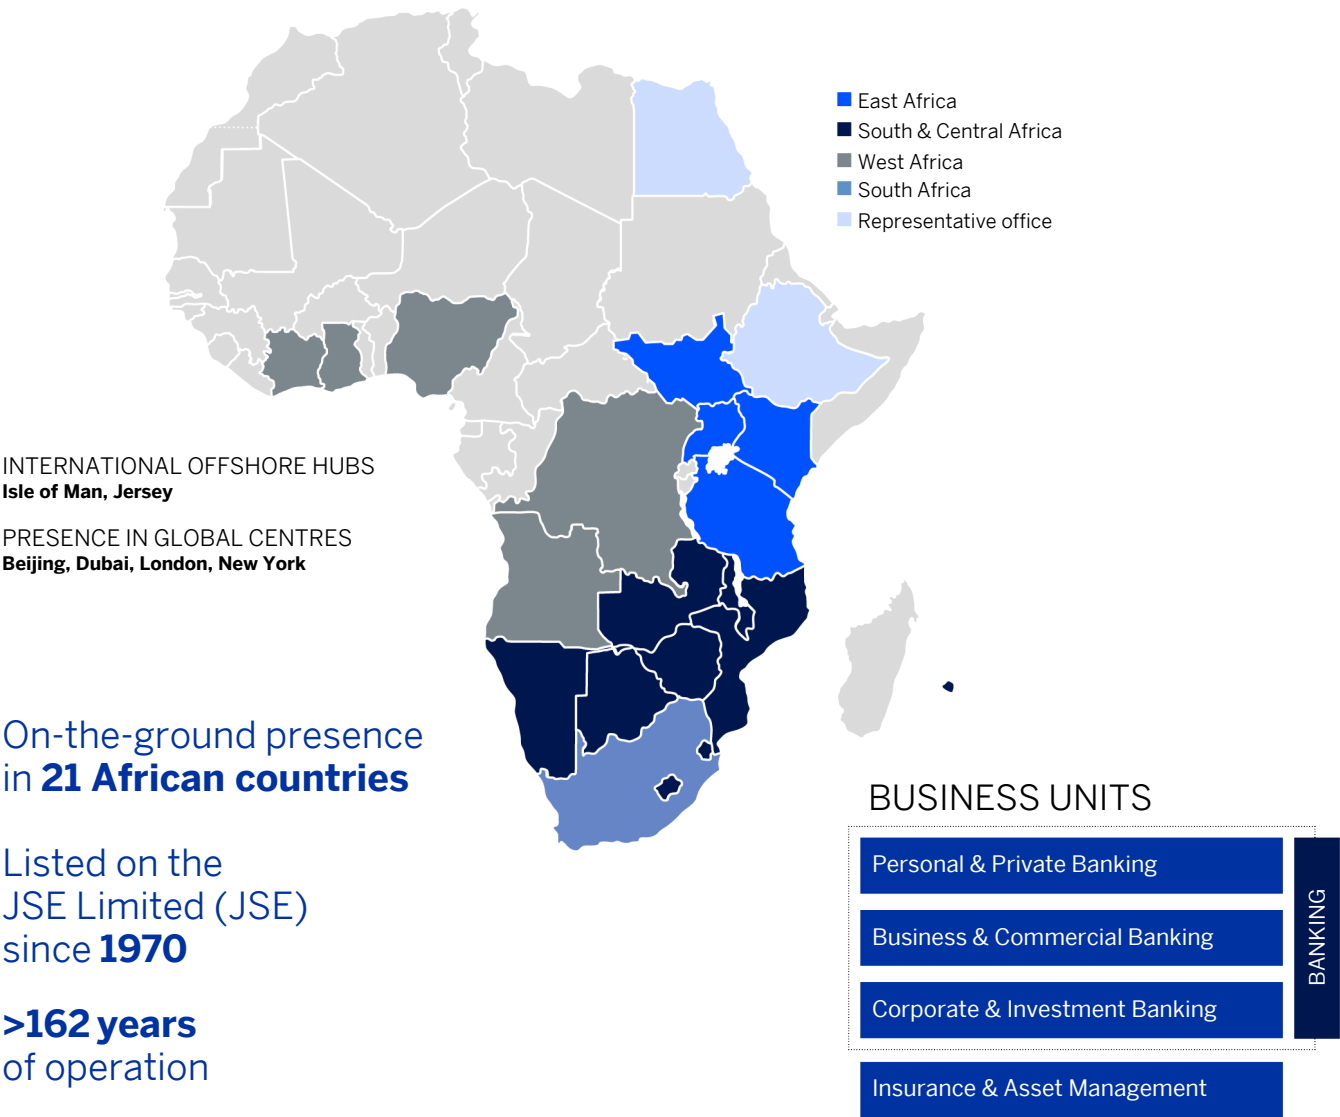 East Africa
South & Central Africa
West Africa
South Africa
Representative office
INTERNATIONAL OFFSHORE HUBS
Isle of Man, Jersey
PRESENCE IN GLOBAL CENTRES
Beijing, Dubai, London, New York
On-the-ground presence
in 21 African countries
Listed on the
JSE Limited (JSE)
since 1970
>162 years
of operation
BUSINESS UNITS
Personal & Private Banking
Business & Commercial Banking
Corporate & Investment Banking
BANKING
Insurance & Asset Management